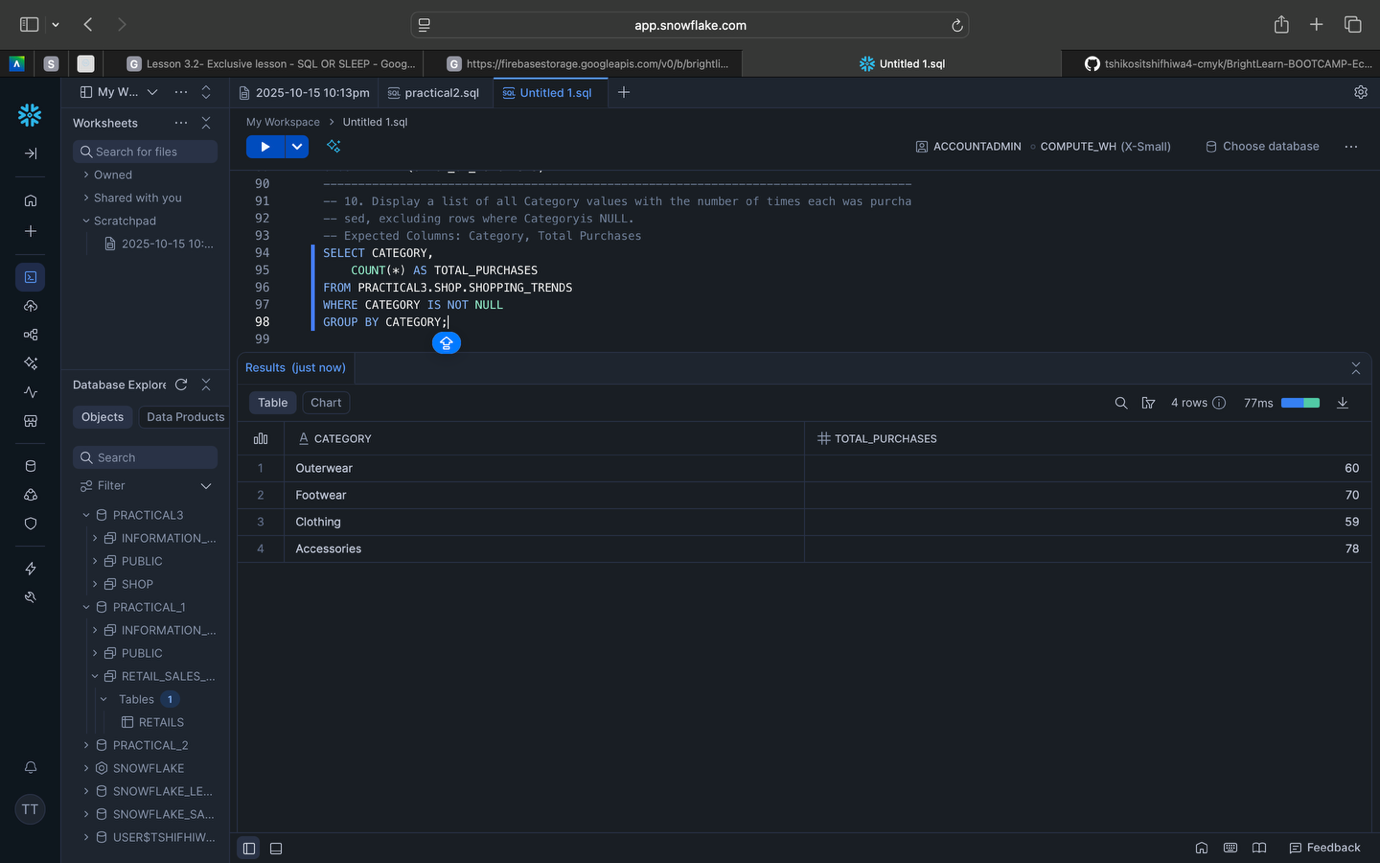 app.snowflake.com
S
G Lesson 3.2- Exclusive lesson - SQL OR SLEEP - Goog...
G https://firebasestorage.googleapis.com/v0/b/brightli...
Untitled 1.sql
tshikositshifhiwa4-cmyk/BrightLearn-BOOTCAMP-Ec...
My W...
2025-10-15 10:13pm
SQL practical2.sql
SQL Untitled 1.sql
Worksheets
Search for files
Owned
Shared with you
Scratchpad
2025-10-15 10:...
My Workspace > Untitled 1.sql
ACCOUNTADMIN
COMPUTE_WH (X-Small)
Choose database
90 -------------------------------------------------------------------------------------
91 -- 10. Display a list of all Category values with the number of times each was purcha
92 -- sed, excluding rows where Categoryis NULL.
93 -- Expected Columns: Category, Total Purchases
94 SELECT CATEGORY,
95 COUNT(*) AS TOTAL_PURCHASES
96 FROM PRACTICAL3.SHOP.SHOPPING_TRENDS
97 WHERE CATEGORY IS NOT NULL
98 GROUP BY CATEGORY;
99
Database Explore
Objects
Data Products
Search
Filter
PRACTICAL3
INFORMATION_...
PUBLIC
SHOP
PRACTICAL_1
INFORMATION_...
PUBLIC
RETAIL_SALES_...
Tables 1
RETAILS
PRACTICAL_2
SNOWFLAKE
SNOWFLAKE_LE...
SNOWFLAKE_SA...
USER$TSHIFHIW...
TT
Results (just now)
Table
Chart
4 rows
77ms
A CATEGORY
# TOTAL_PURCHASES
1 Outerwear 60
2 Footwear 70
3 Clothing 59
4 Accessories 78
Feedback